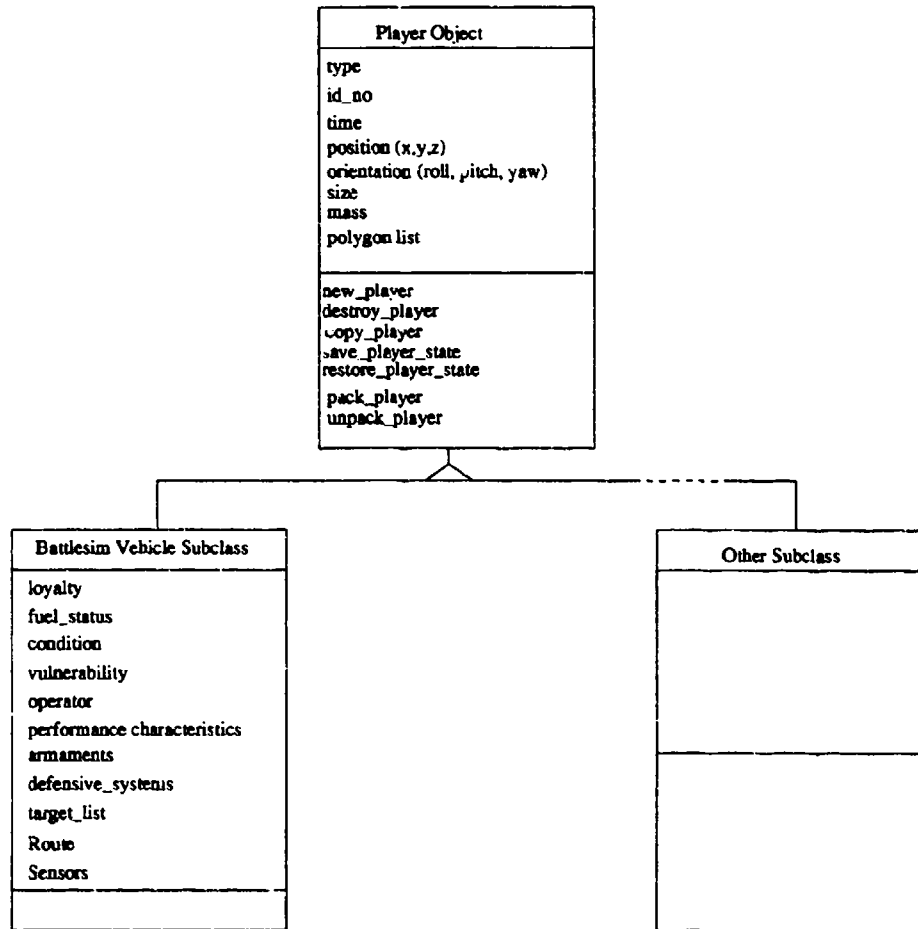 Player Object
type
id_no
time
position (x,y,z)
orientation (roll, pitch, yaw)
size
mass
polygon list
new_player
destroy_player
copy_player
save_player_state
restore_player_state
pack_player
unpack_player
Battlesim Vehicle Subclass
loyalty
fuel_status
condition
vulnerability
operator
performance characteristics
armaments
defensive_systems
target_list
Route
Sensors
Other Subclass